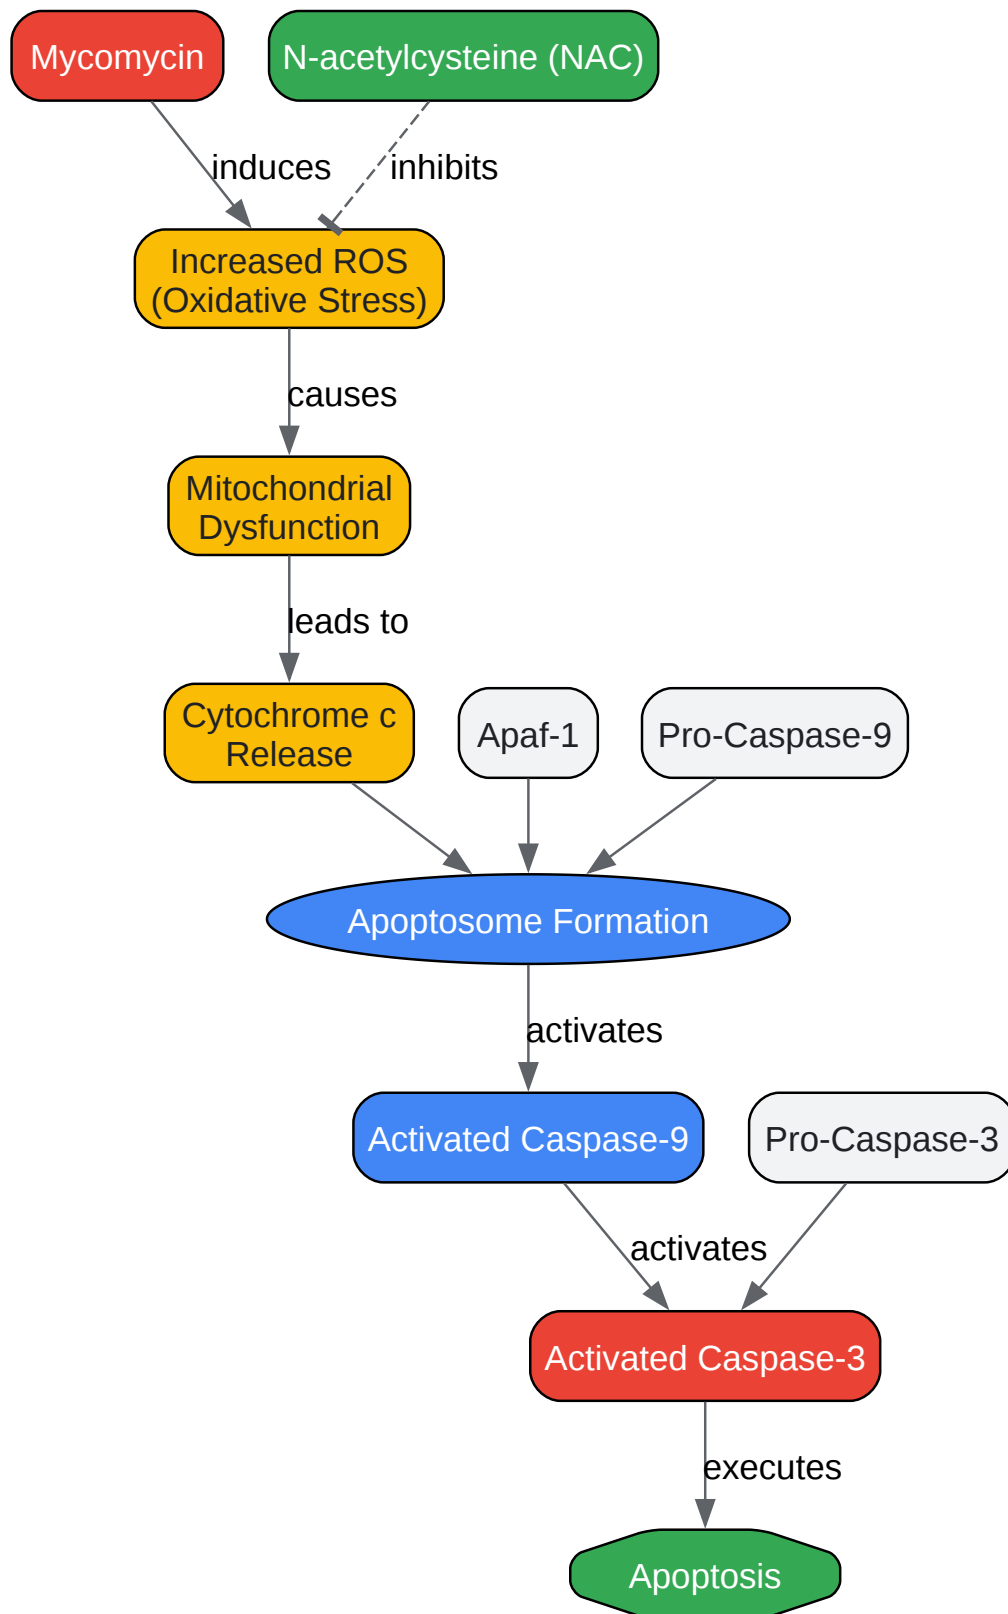 Mycomycin
N-acetylcysteine (NAC)
induces
inhibits
Increased ROS
(Oxidative Stress)
causes
Mitochondrial
Dysfunction
leads to
Cytochrome c
Release
Apaf-1
Pro-Caspase-9
Apoptosome Formation
activates
Activated Caspase-9
Pro-Caspase-3
activates
Activated Caspase-3
executes
Apoptosis